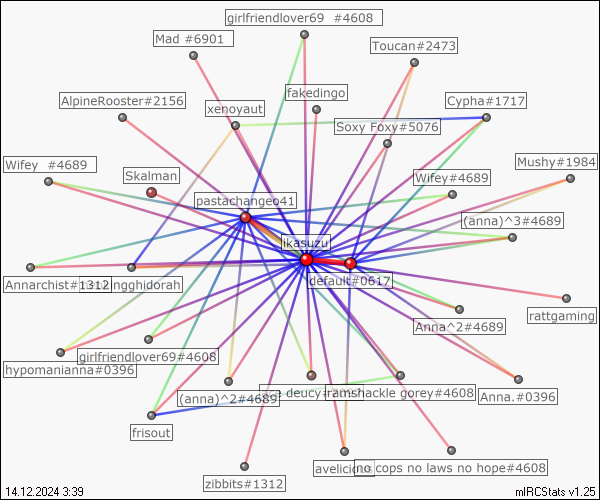 girlfriendlover69 #4608
Mad #6901
Toucan#2473
fakedingo
AlpineRooster#2156
xenoyaut
Cypha#1717
Soxy Foxy#5076
Wifey #4689
Mushy#1984
Skalman
Wifey#4689
pastachangeo41
(anna)^3#4689
likasuzu
default#0617
Annarchist#1312
ngghidorah
rattgaming
Anna^2#4689
girlfriendlover69#4608
hypomanianna#0396
(anna)^2#4689
deucy
ramshackle gorey#4608
Anna.#0396
frisout
avelicious
no cops no laws no hope#4608
zibbits#1312
14.12.2024 3:39
mIRCStats v1.25